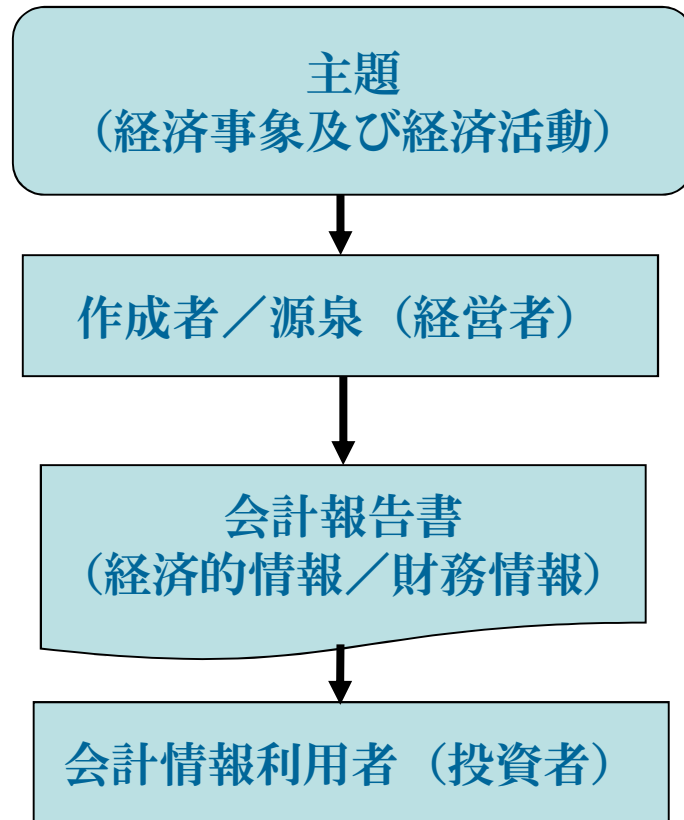 主題
（経済事象及び経済活動）
作成者／源泉（経営者）
会計報告書
（経済的情報／財務情報）
会計情報利用者（投資者）